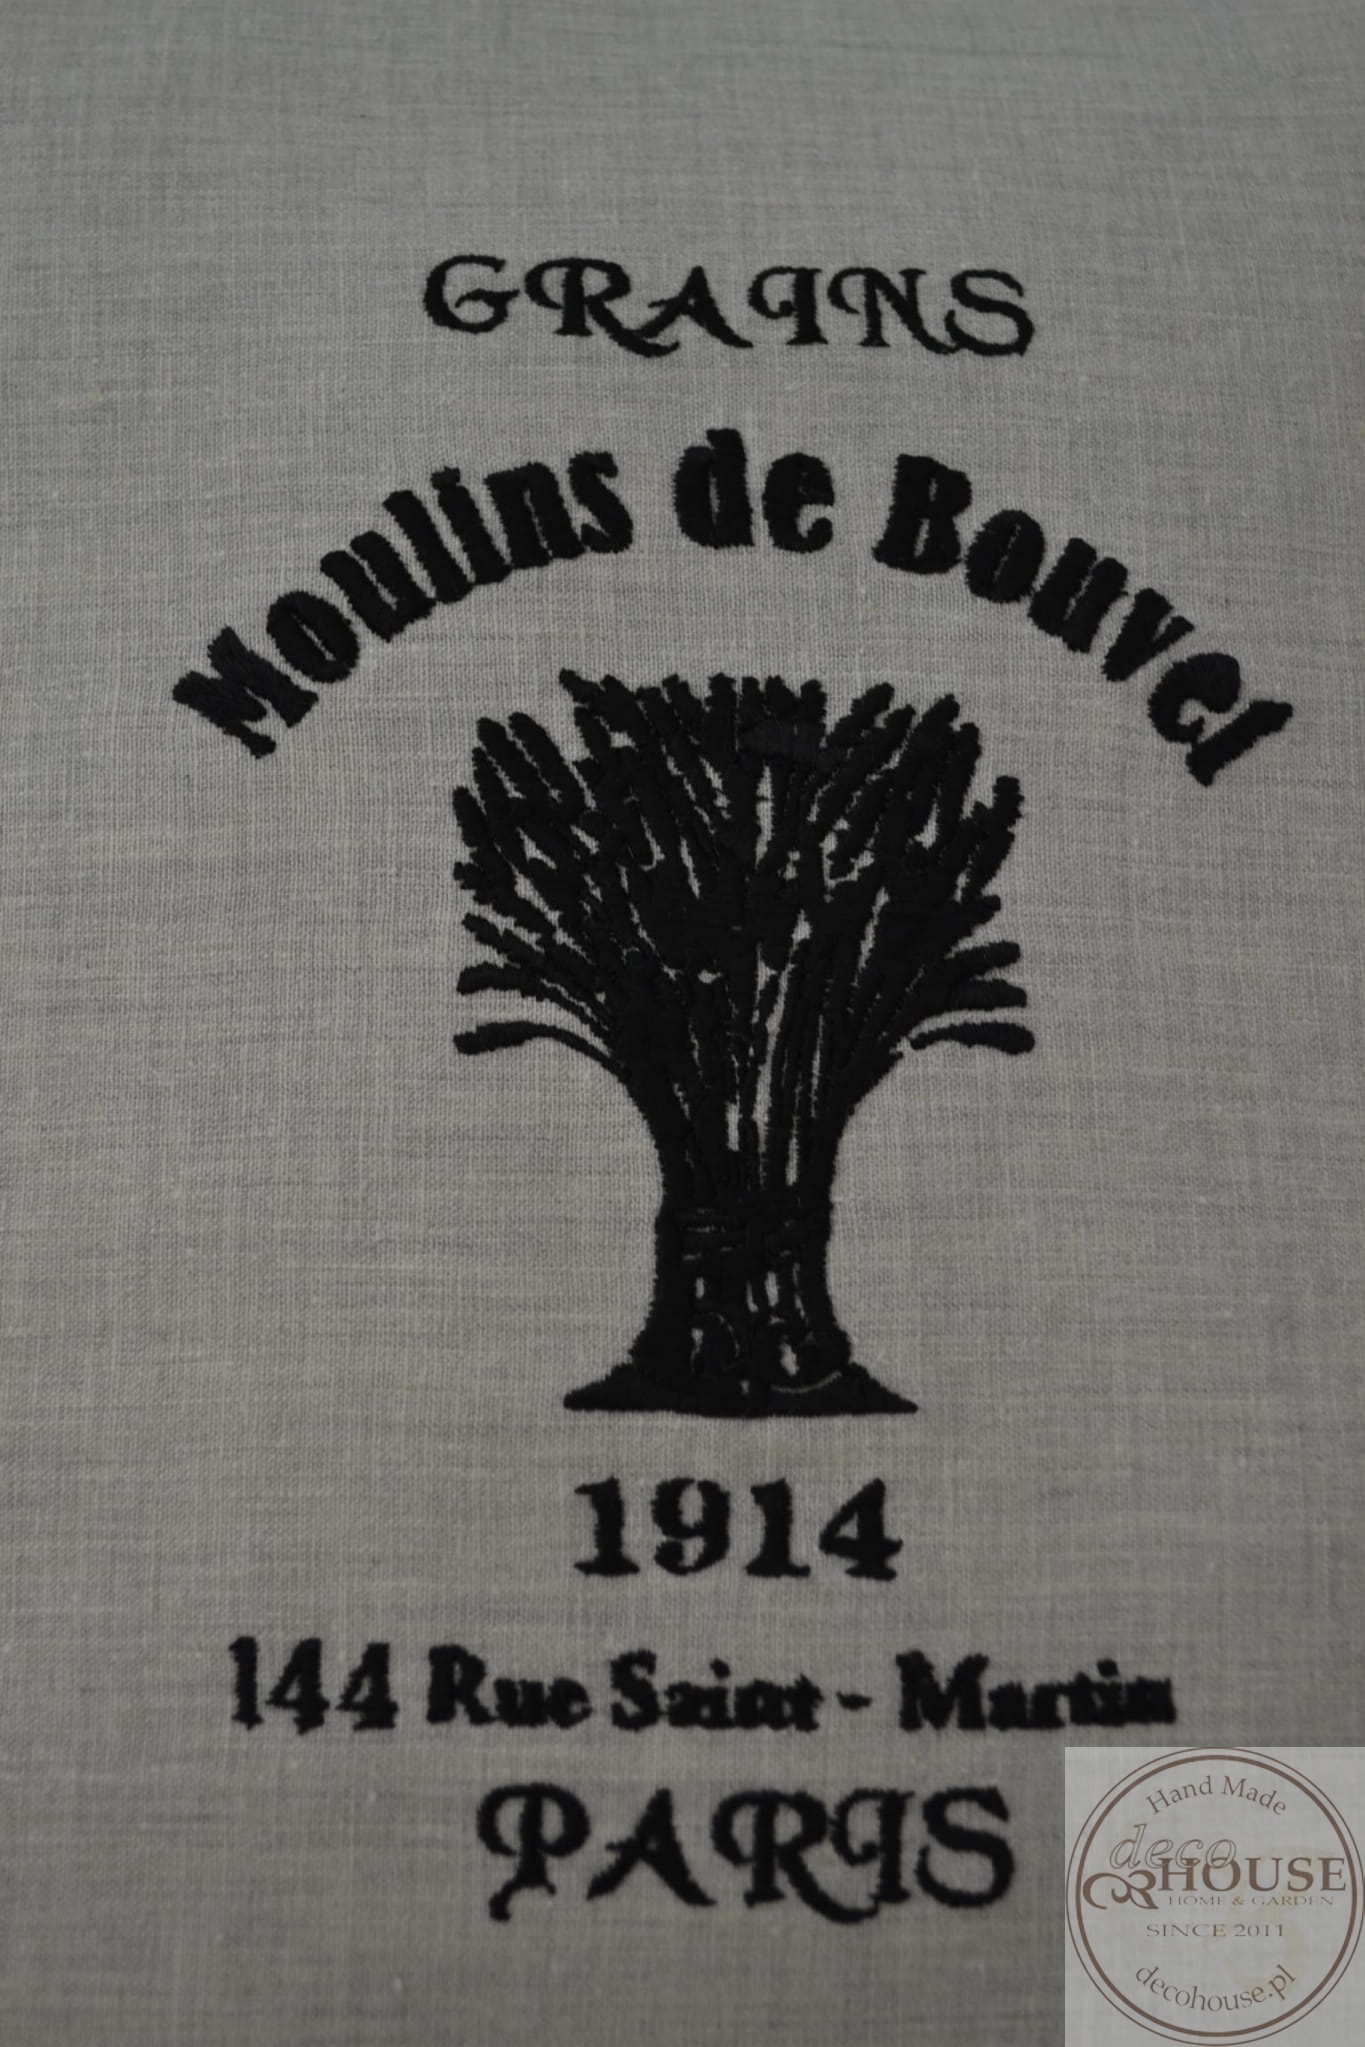 GRAINS
Moulins de Bouvel
1914
144 Rue Saint - Martin
PARIS
Hand Made
deco
HOUSE
HOME & GARDEN
SINCE 2011
decohouse.pl